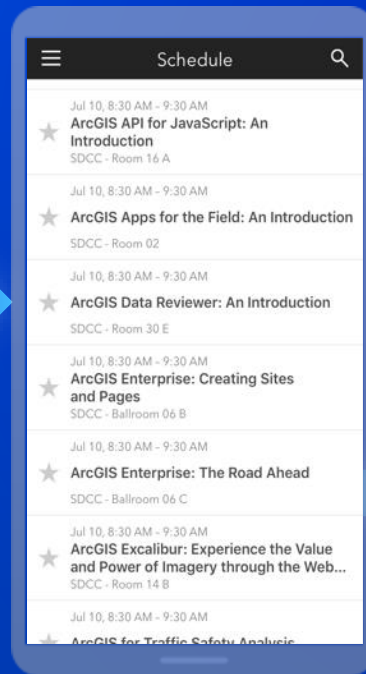 Schedule
Jul 10, 8:30 AM - 9:30 AM
ArcGIS API for JavaScript: An
Introduction
SDCC - Room 16 A
Jul 10, 8:30 AM - 9:30 AM
ArcGIS Apps for the Field: An Introduction
SDCC - Room 02
Jul 10, 8:30 AM - 9:30 AM
ArcGIS Data Reviewer: An Introduction
SDCC - Room 30 E
Jul 10, 8:30 AM - 9:30 AM
ArcGIS Enterprise: Creating Sites
and Pages
SDCC - Ballroom 06 B
Jul 10, 8:30 AM - 9:30 AM
ArcGIS Enterprise: The Road Ahead
SDCC - Ballroom 06 C
Jul 10, 8:30 AM - 9:30 AM
ArcGIS Excalibur: Experience the Value
and Power of Imagery through the Web...
SDCC - Room 14 B
Jul 10, 8:30 AM - 9:30 AM
ArcGIS for Traffic Safety Analysis